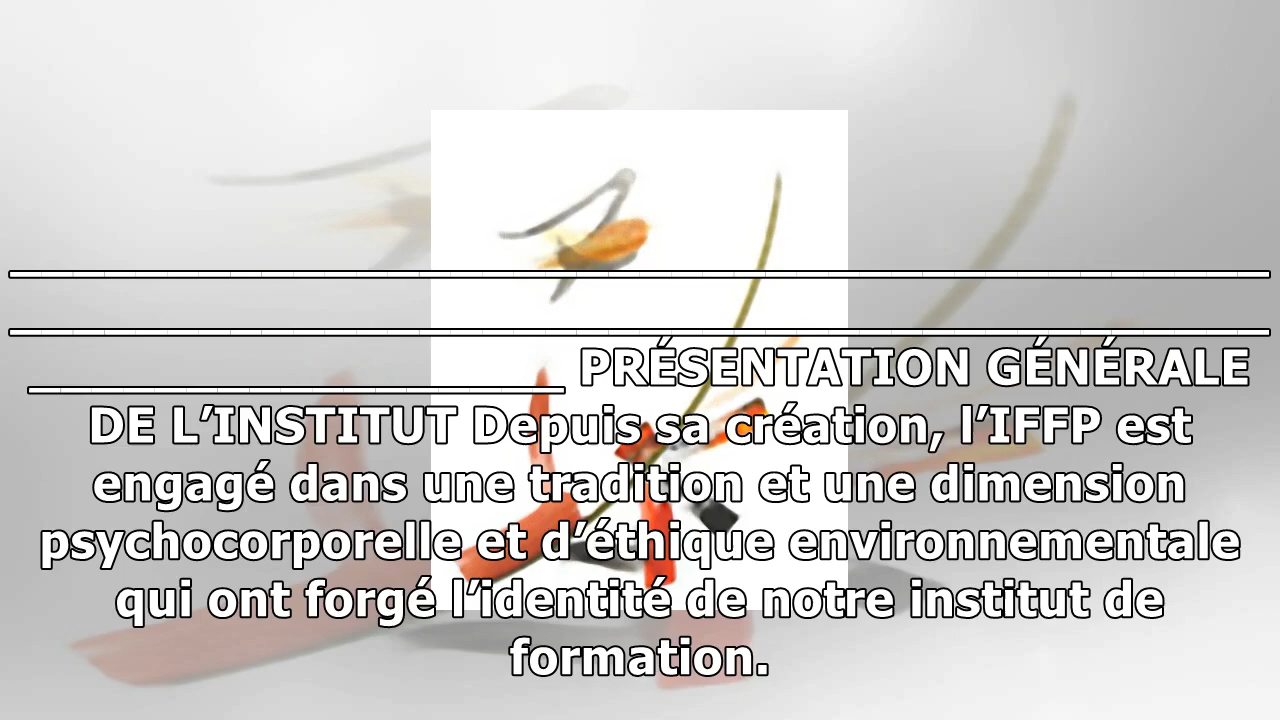 ____________________ PRÉSENTATION GÉNÉRALE
DE L’INSTITUT Depuis sa création, l’IFFP est
engagé dans une tradition et une dimension
psychocorporelle et d’éthique environnementale
qui ont forgé l’identité de notre institut de
formation.